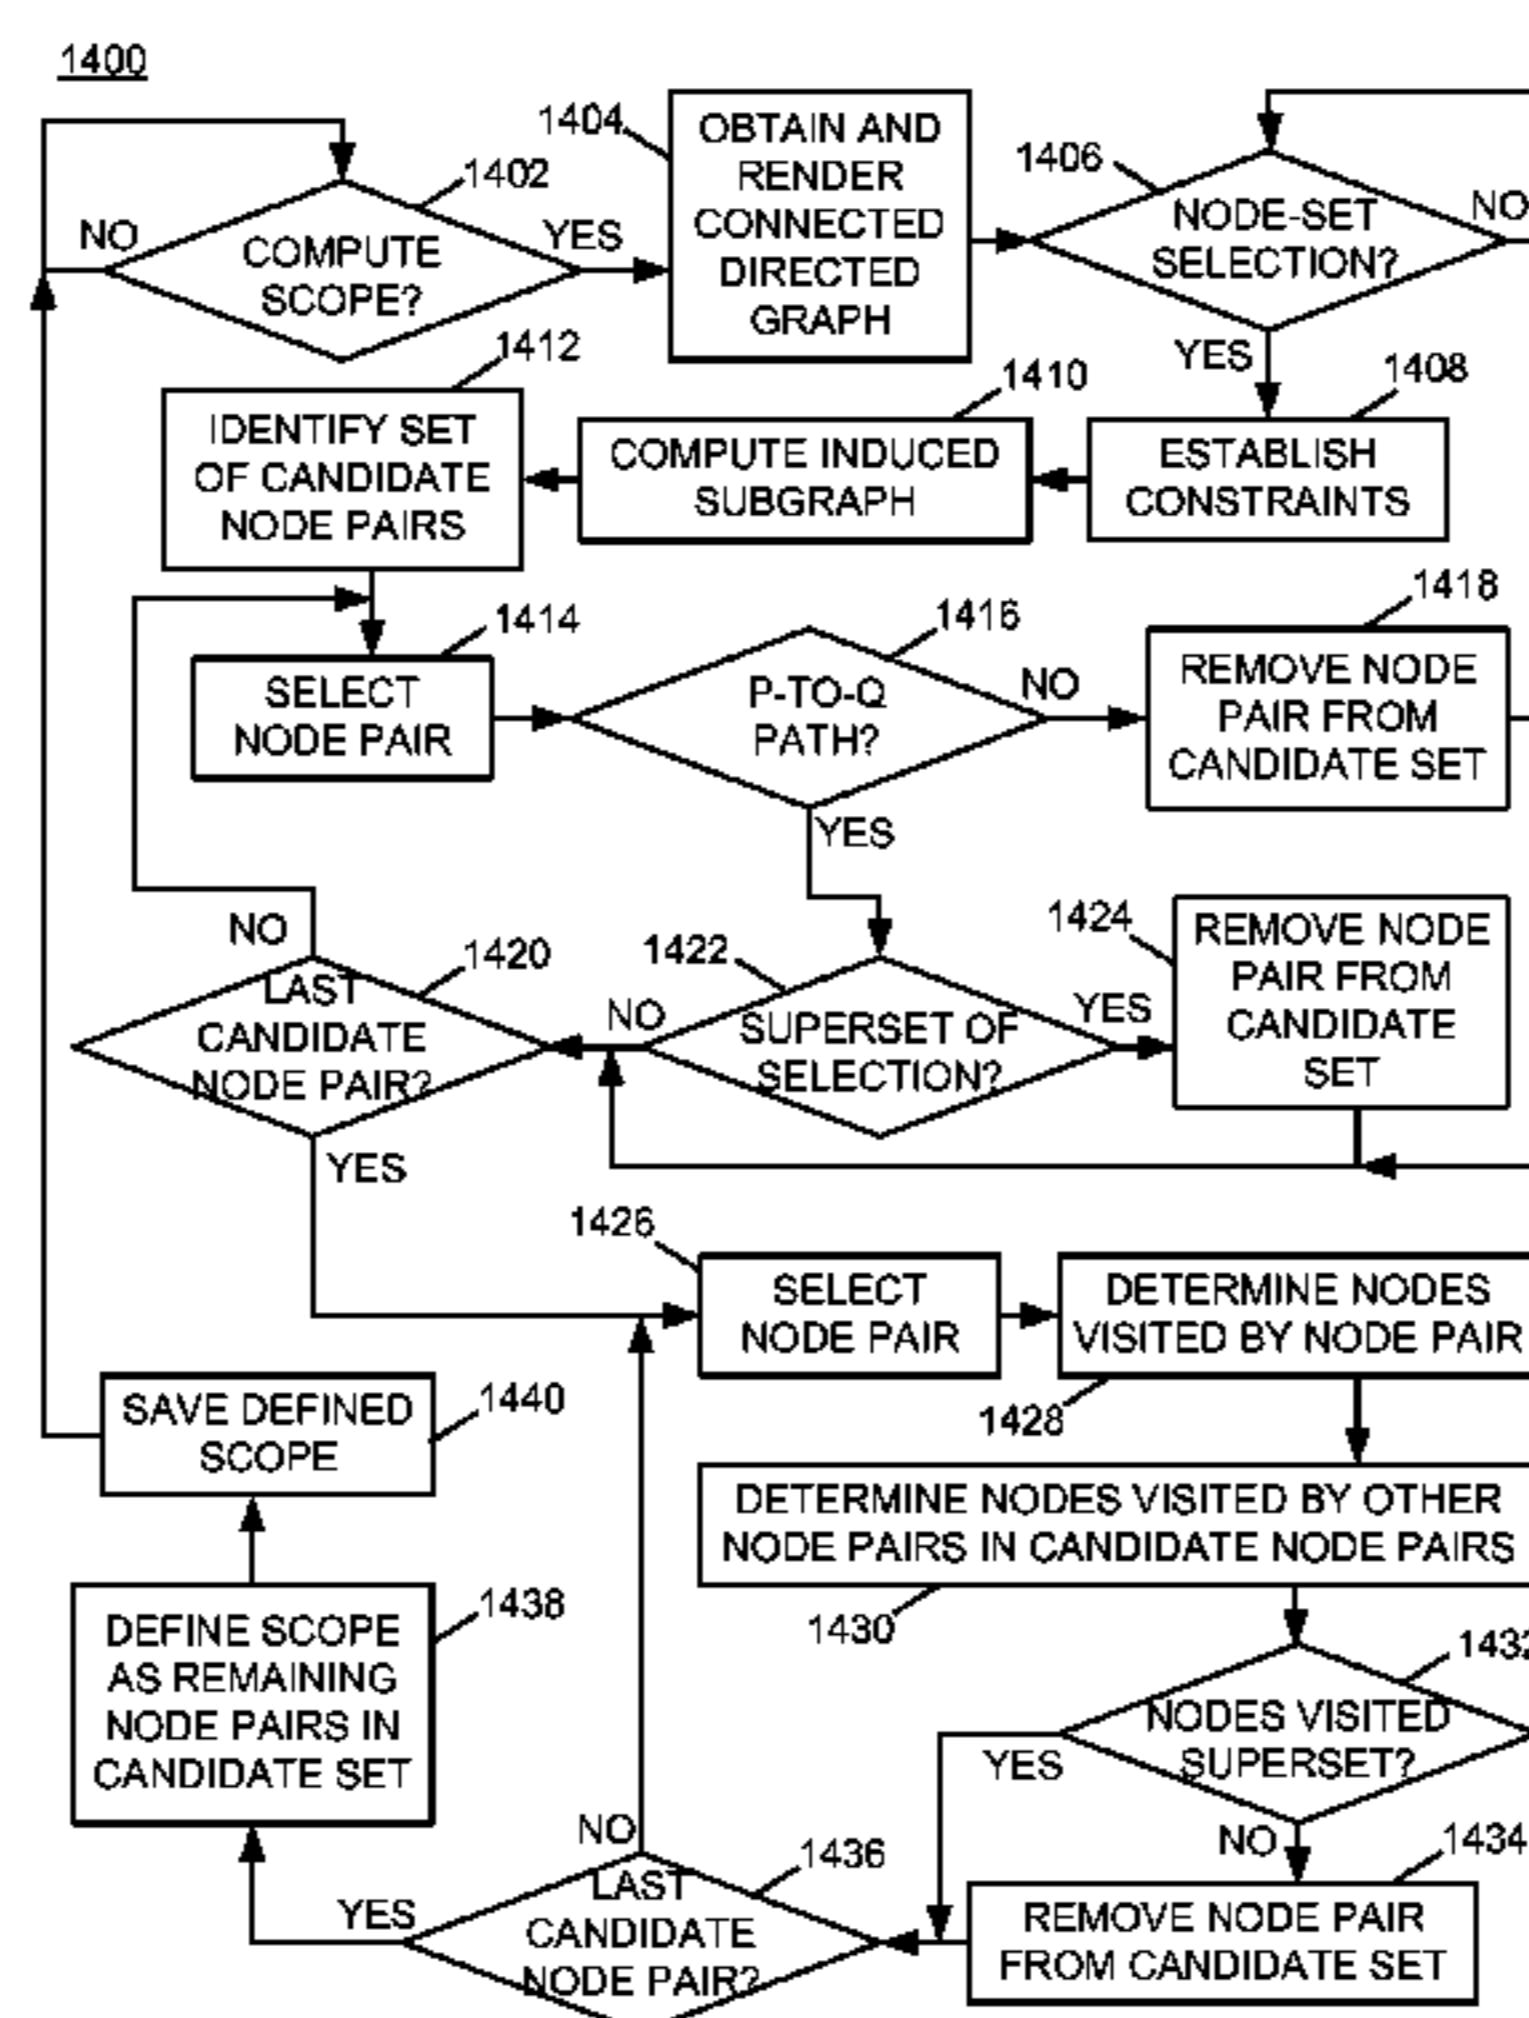 1400
1402
COMPUTE
SCOPE?
NO
YES
1404
OBTAIN AND
RENDER
CONNECTED
DIRECTED
GRAPH
1406
NODE-SET
SELECTION?
NO
YES
1408
ESTABLISH
CONSTRAINTS
1410
COMPUTE INDUCED
SUBGRAPH
1412
IDENTIFY SET
OF CANDIDATE
NODE PAIRS
1414
SELECT
NODE PAIR
1416
P-TO-Q
PATH?
NO
YES
1418
REMOVE NODE
PAIR FROM
CANDIDATE SET
1420
LAST
CANDIDATE
NODE PAIR?
NO
YES
1422
SUPERSET OF
SELECTION?
NO
YES
1424
REMOVE NODE
PAIR FROM
CANDIDATE
SET
1426
SELECT
NODE PAIR
DETERMINE NODES
VISITED BY NODE PAIR
1428
DETERMINE NODES VISITED BY OTHER
NODE PAIRS IN CANDIDATE NODE PAIRS
1430
1432
NODES VISITED
SUPERSET?
YES
NO
1434
REMOVE NODE PAIR
FROM CANDIDATE SET
1436
LAST
CANDIDATE
NODE PAIR?
NO
YES
1438
DEFINE SCOPE
AS REMAINING
NODE PAIRS IN
CANDIDATE SET
1440
SAVE DEFINED
SCOPE